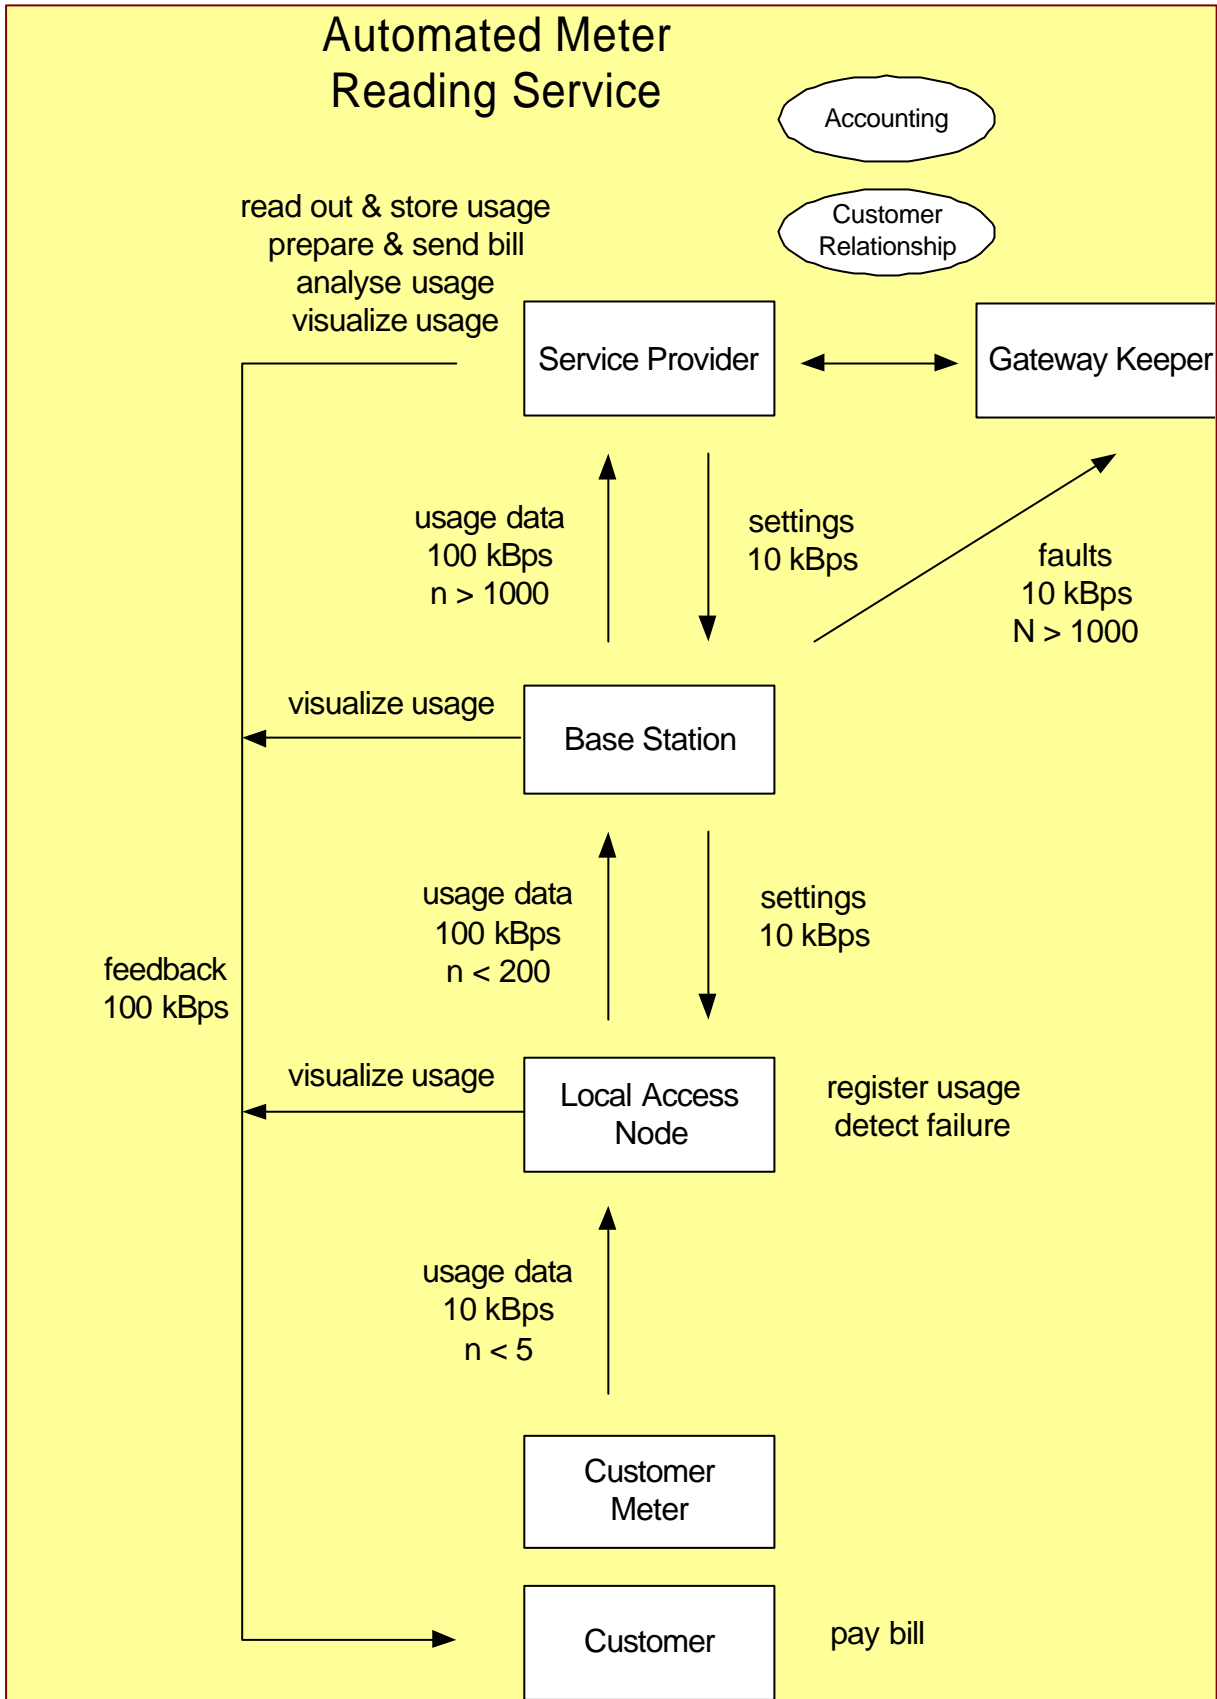 Automated Meter
Reading Service
Accounting
Customer
Relationship
read out & store usage
prepare & send bill
analyse usage
visualize usage
Service Provider
Gateway Keeper
usage data
100 kBps
n > 1000
settings
10 kBps
faults
10 kBps
N > 1000
visualize usage
Base Station
usage data
100 kBps
n < 200
settings
10 kBps
feedback
100 kBps
visualize usage
Local Access
Node
register usage
detect failure
usage data
10 kBps
n < 5
Customer
Meter
Customer
pay bill